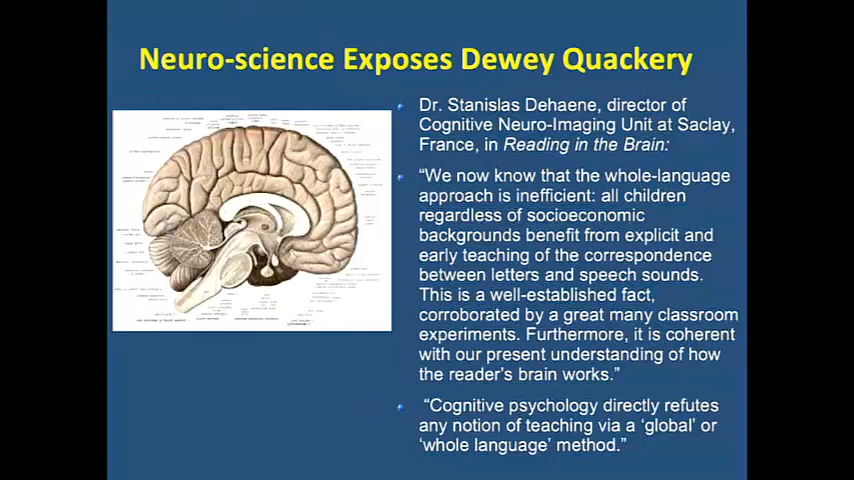 Neuro-science Exposes Dewey Quackery
Dr. Stanislas Dehaene, director of
Cognitive Neuro-Imaging Unit at Saclay,
France, in Reading in the Brain:
“We now know that the whole-language
approach is inefficient: all children
regardless of socioeconomic
backgrounds benefit from explicit and
early teaching of the correspondence
between letters and speech sounds.
This is a well-established fact,
corroborated by a great many classroom
experiments. Furthermore, it is coherent
with our present understanding of how
the reader’s brain works.”
“Cognitive psychology directly refutes
any notion of teaching via a ‘global’ or
‘whole language’ method.”